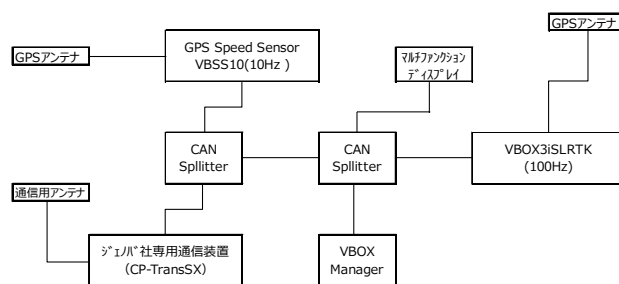 GPSアンテナ
GPS Speed Sensor
VBSS10(10Hz )
ﾏﾙﾁﾌｧﾝｸｼｮﾝ
ﾃﾞｨｽﾌﾟﾚｲ
GPSアンテナ
CAN
Spllitter
CAN
Spllitter
VBOX3iSLRTK
(100Hz)
通信用アンテナ
ｼﾞｪﾉﾊﾞ社専用通信装置
(CP-TransSX)
VBOX
Manager